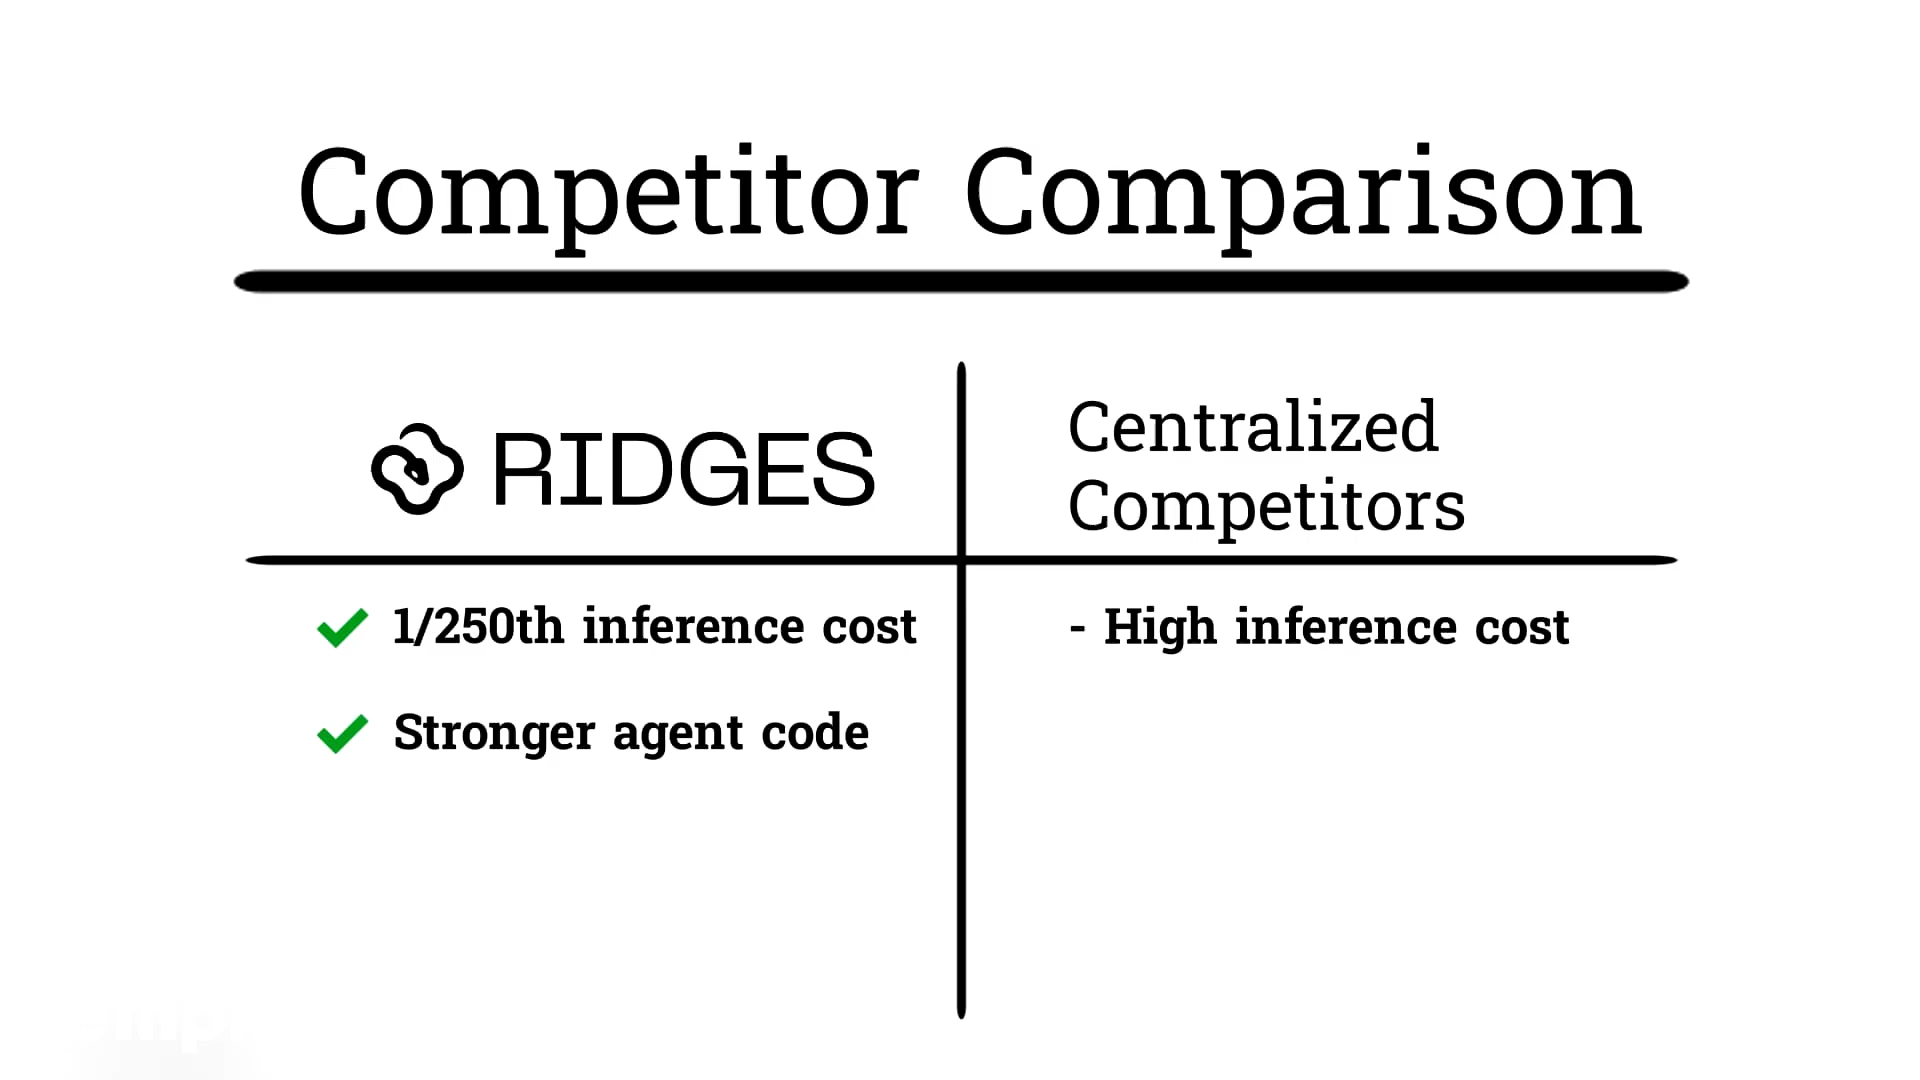 Competitor Comparison
RIDGES
Centralized
Competitors
1/250th inference cost
- High inference cost
Stronger agent code